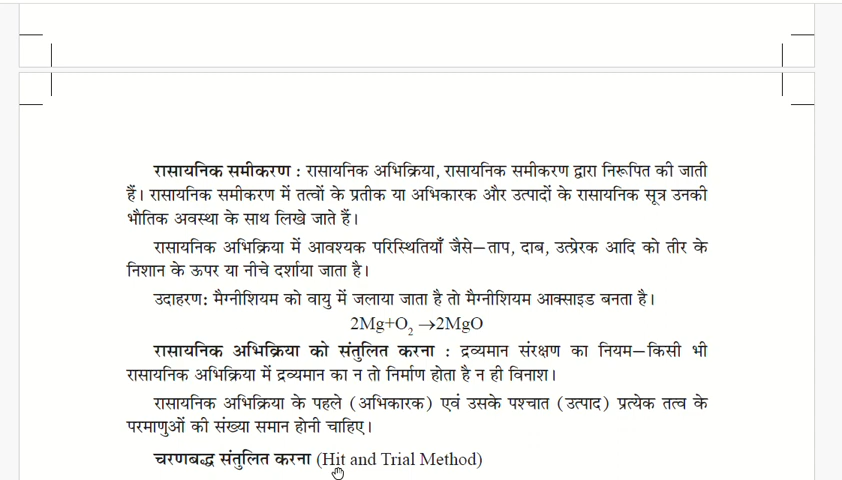 रासायनिक समीकरण : रासायनिक अभिक्रिया, रासायनिक समीकरण द्वारा निरूपित की जाती
हैं। रासायनिक समीकरण में तत्वों के प्रतीक या अभिकारक और उत्पादों के रासायनिक सूत्र उनकी
भौतिक अवस्था के साथ लिखे जाते हैं।
रासायनिक अभिक्रिया में आवश्यक परिस्थितियाँ जैसे–ताप, दाब, उत्प्रेरक आदि को तीर के
निशान के ऊपर या नीचे दर्शाया जाता है।
उदाहरण: मैग्नीशियम को वायु में जलाया जाता है तो मैग्नीशियम आक्साइड बनता है।
2Mg+O₂ →2MgO
रासायनिक अभिक्रिया को संतुलित करना : द्रव्यमान संरक्षण का नियम–किसी भी
रासायनिक अभिक्रिया में द्रव्यमान का न तो निर्माण होता है न ही विनाश।
रासायनिक अभिक्रिया के पहले (अभिकारक) एवं उसके पश्चात (उत्पाद) प्रत्येक तत्व के
परमाणुओं की संख्या समान होनी चाहिए।
चरणबद्ध संतुलित करना (Hit and Trial Method)